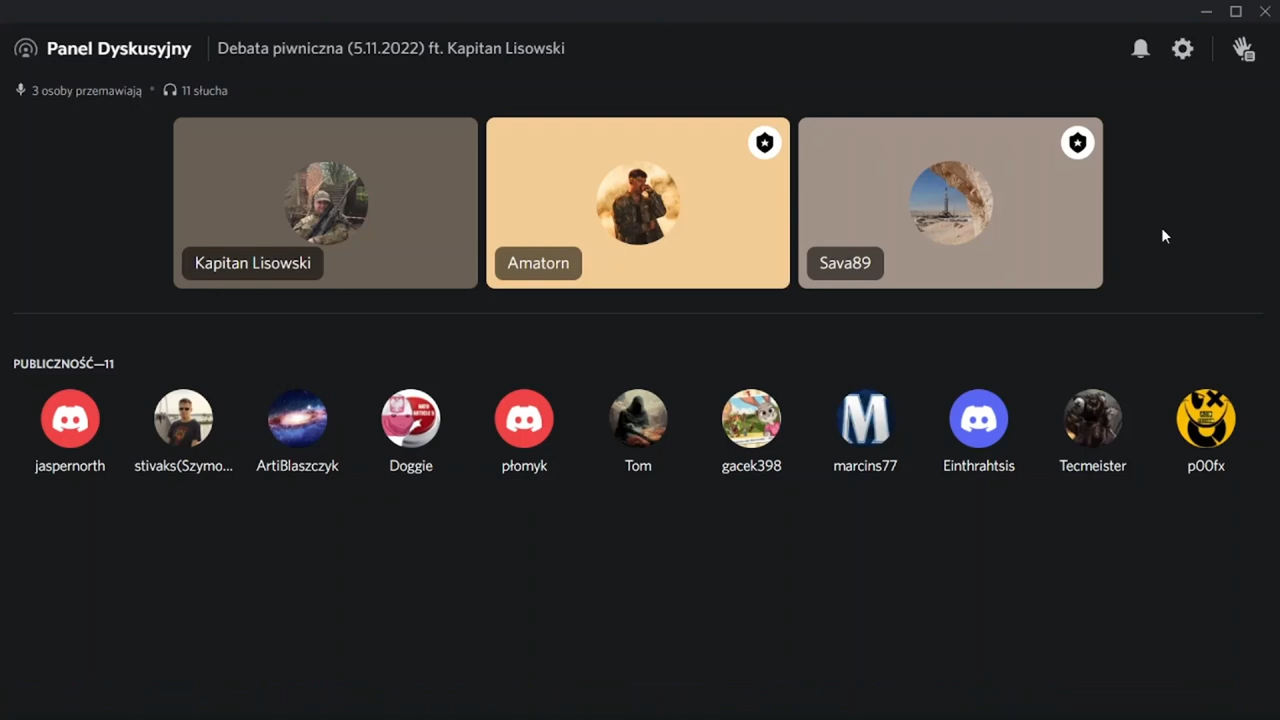 Panel Dyskusyjny
Debata piwniczna (5.11.2022) ft. Kapitan Lisowski
3 osoby przemawiają • 11 słucha
Kapitan Lisowski
Amatorn
Sava89
PUBLICZNOŚĆ—11
jaspernorth
stivaks(Szymo...
ArtiBlaszczyk
Doggie
płomyk
Tom
gacek398
M
marcins77
Einthrahtsis
Tecmeister
p00fx